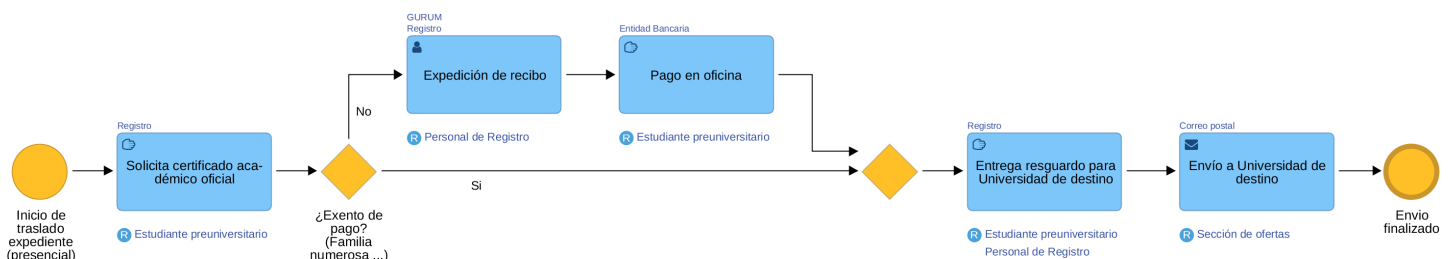 Inicio de
traslado
expediente
(presencial)
Registro
Solicita certificado aca-
démico oficial
R Estudiante preuniversitario
¿Exento de
pago?
(Familia
numerosa ...)
No
Si
GURUM
Registro
Expedición de recibo
R Personal de Registro
Entidad Bancaria
Pago en oficina
R Estudiante preuniversitario
Registro
Entrega resguardo para
Universidad de destino
R Estudiante preuniversitario
Personal de Registro
Correo postal
Envío a Universidad de
destino
R Sección de ofertas
Envio
finalizado